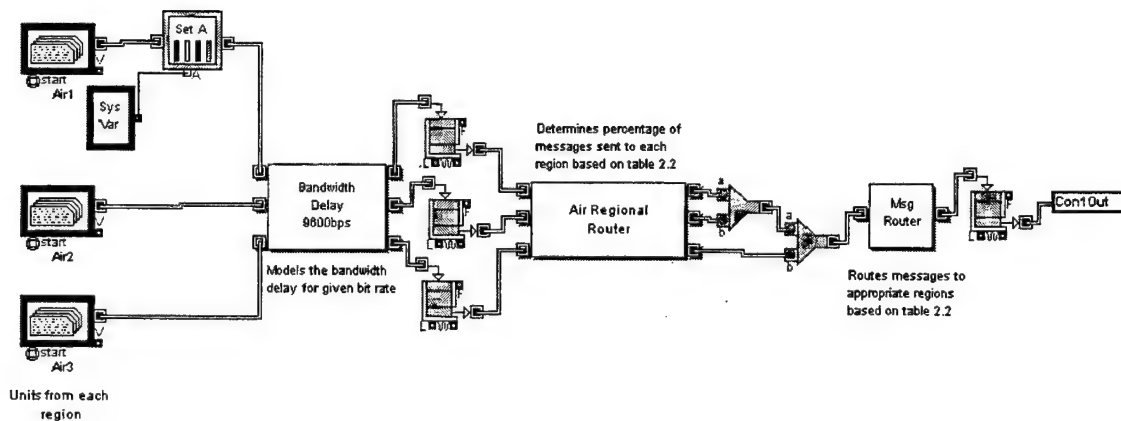 Set A
V
A
start
Air1
Sys
Var
Bandwidth
Delay
9600bps
Models the bandwidth
delay for given bit rate
V
start
Air2
V
start
Air3
Units from each
region
F
L
F
L
F
L
Determines percentage of
messages sent to each
region based on table 2.2
Air Regional
Router
a
b
a
b
Msg
Router
Routes messages to
appropriate regions
based on table 2.2
F
L
Con1Out